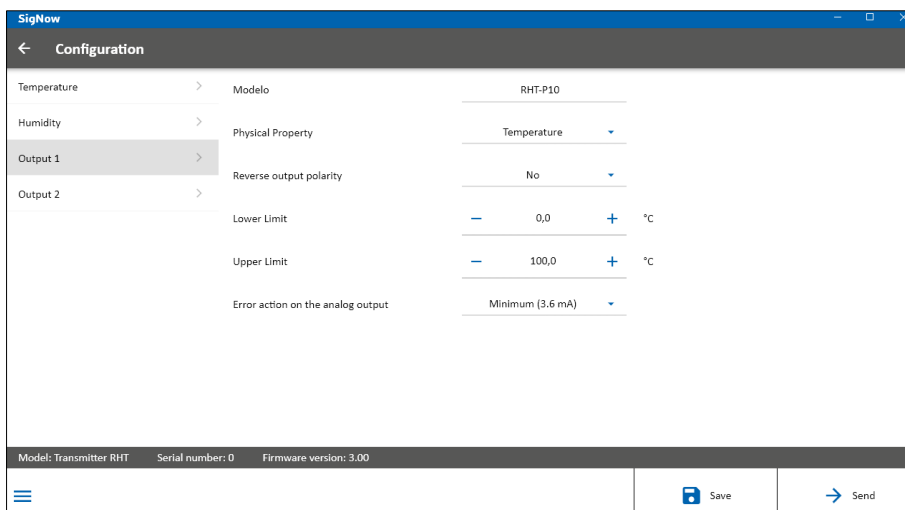 SigNow
Configuration
Temperature
Humidity
Output 1
Output 2
Modelo RHT-P10
Physical Property Temperature
Reverse output polarity No
Lower Limit − 0,0 + °C
Upper Limit − 100,0 + °C
Error action on the analog output Minimum (3.6 mA)
Model: Transmitter RHT Serial number: 0 Firmware version: 3.00
Save Send